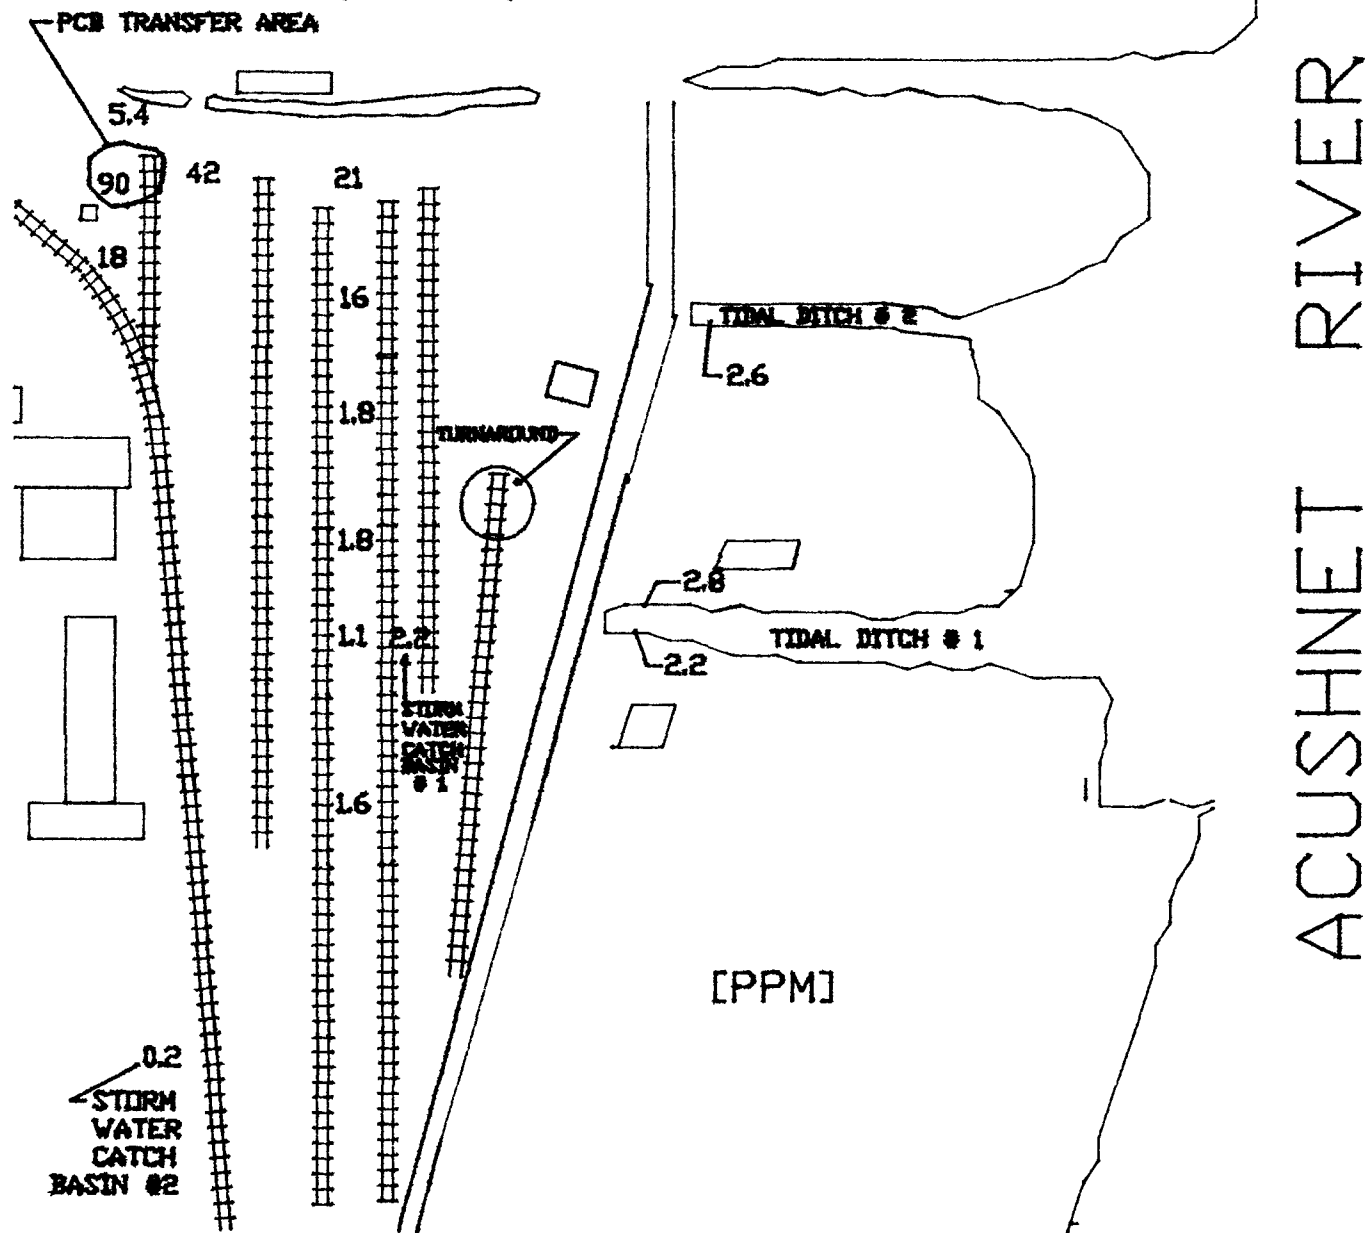 PCB TRANSFER AREA
5.4
90
42
21
18
16
TIDAL DITCH # 2
2.6
1.8
TURNAROUND
1.8
2.8
1.1
2.2
TIDAL DITCH # 1
2.2
STORM
WATER
CATCH
BASIN
# 1
1.6
[PPM]
0.2
STORM
WATER
CATCH
BASIN #2
ACUSHNET RIVER